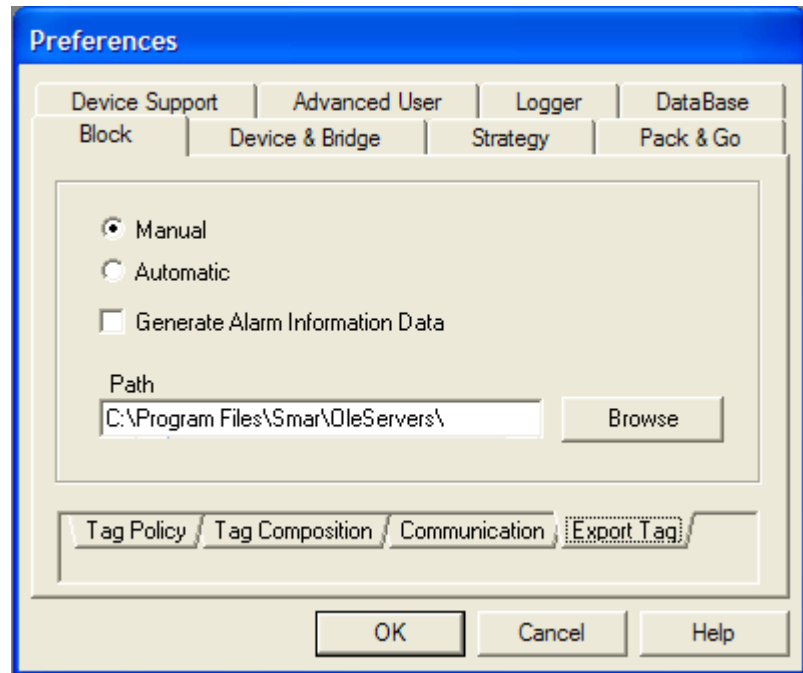 Preferences
Device Support Advanced User Logger DataBase
Block Device & Bridge Strategy Pack & Go
Manual
Automatic
Generate Alarm Information Data
Path
C:\Program Files\Smar\OleServers\ Browse
Tag Policy Tag Composition Communication Export Tag
OK Cancel Help